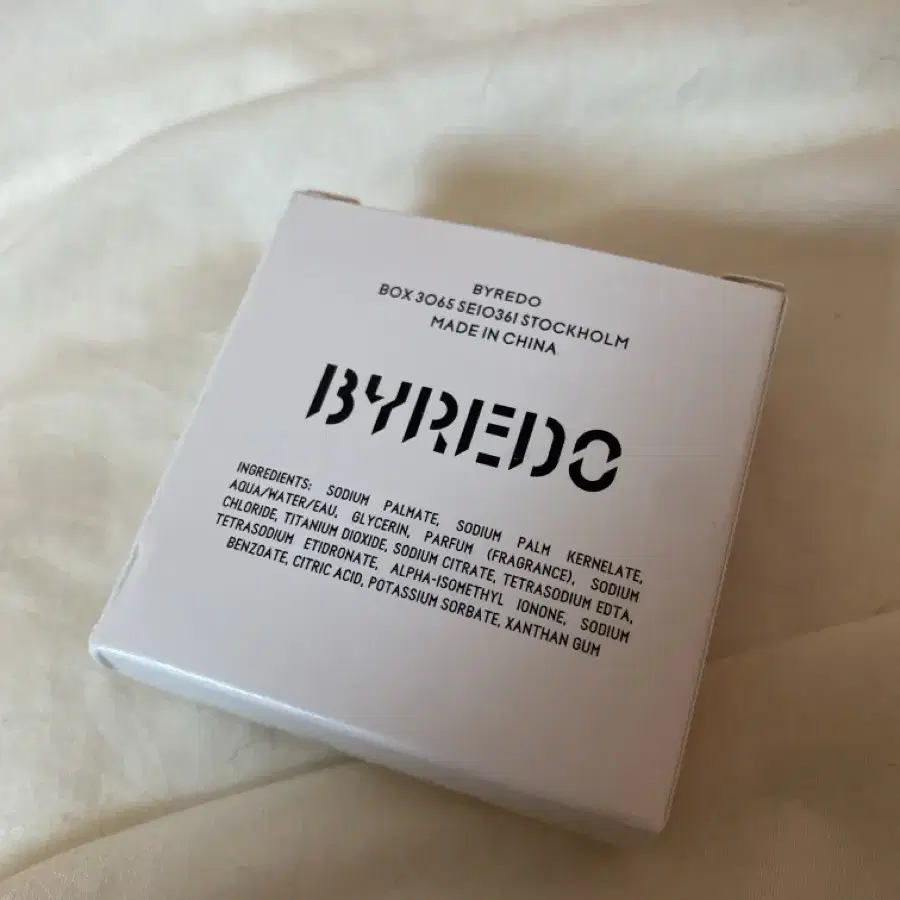 BYREDO
BOX 3065 SE10361 STOCKHOLM
MADE IN CHINA
BYREDO
INGREDIENTS: SODIUM PALMATE, SODIUM PALM KERNELATE,
AQUA/WATER/EAU, GLYCERIN, PARFUM (FRAGRANCE), SODIUM
CHLORIDE, TITANIUM DIOXIDE, SODIUM CITRATE, TETRASODIUM EDTA,
TETRASODIUM ETIDRONATE, ALPHA-ISOMETHYL IONONE, SODIUM
BENZOATE, CITRIC ACID, POTASSIUM SORBATE, XANTHAN GUM